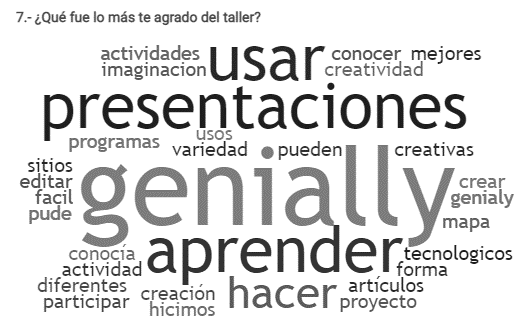 7.- ¿Qué fue lo más te agrado del taller?
actividades usar conocer mejores
imaginacion creatividad
presentaciones
programas usos
variedad pueden creativas
sitios
editar genially crear
facil genialy
pude mapa
conocía aprender tecnologicos
actividad forma
diferentes creación hacer artículos
participar hicimos proyecto